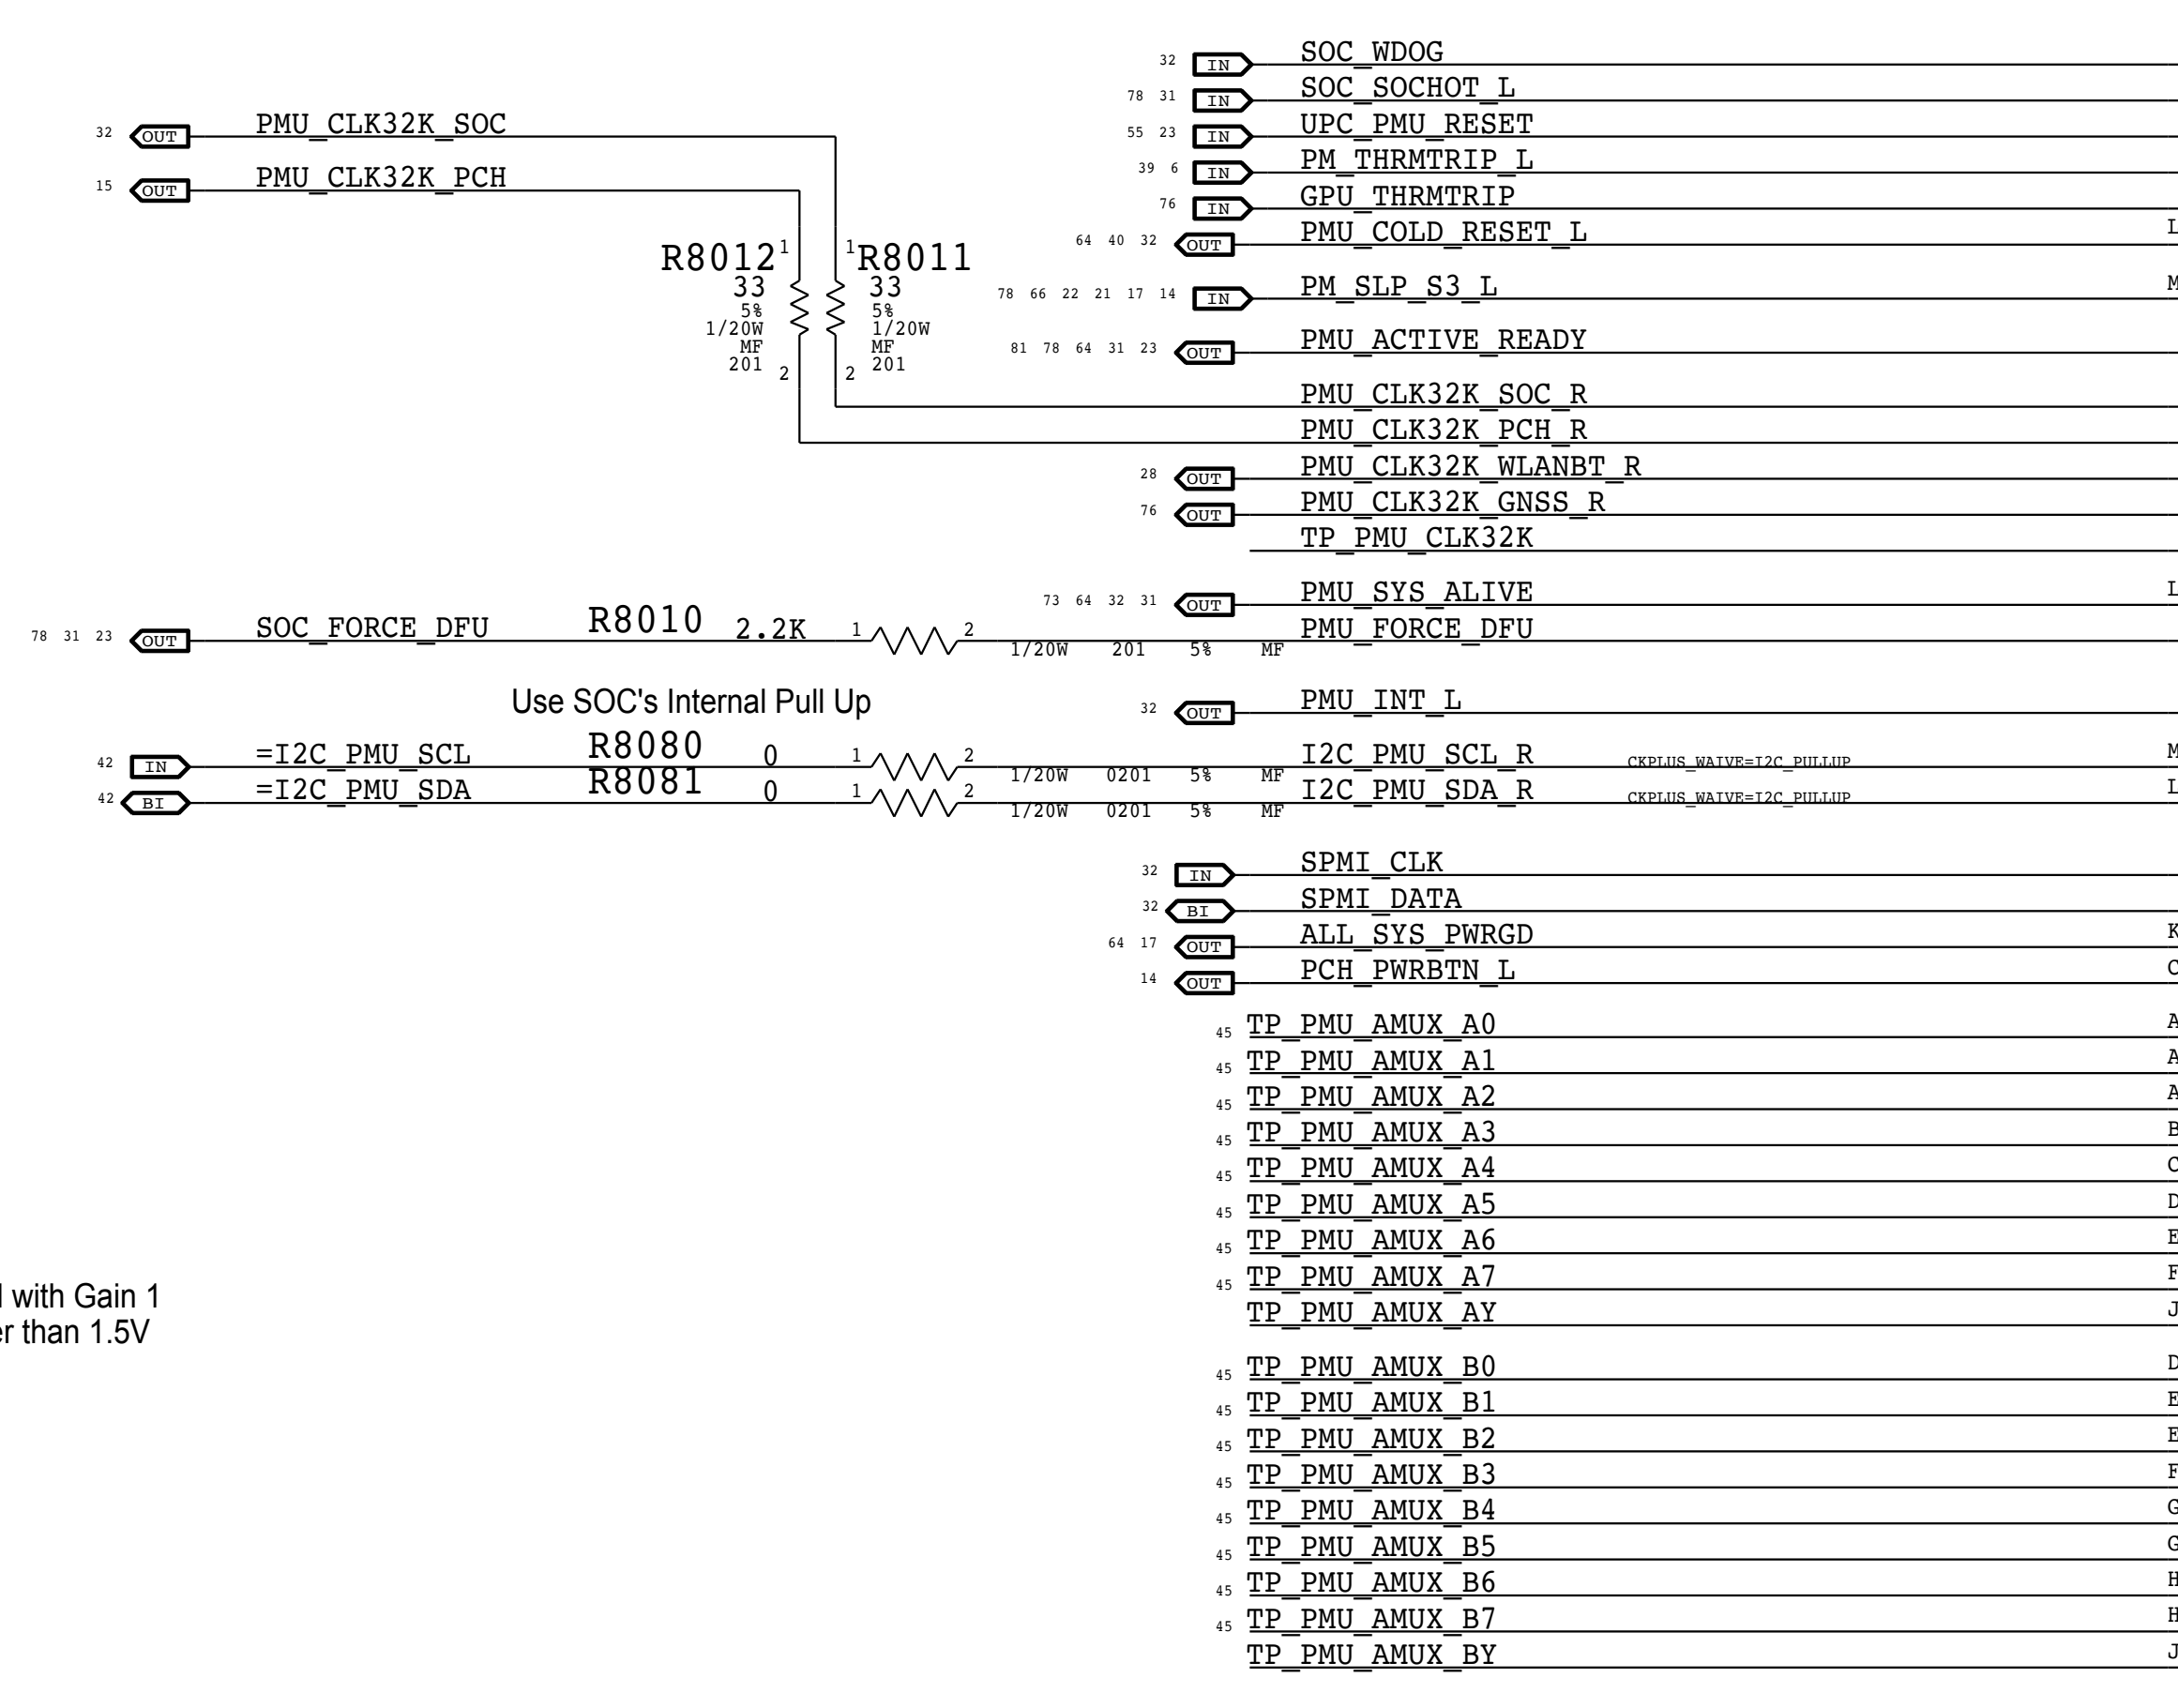 32 IN SOC_WDOG
78 31 IN SOC_SOCHOT_L
32 OUT PMU_CLK32K_SOC
55 23 IN UPC_PMU_RESET
39 6 IN PM_THRMTRIP_L
15 OUT PMU_CLK32K_PCH
76 IN GPU_THRMTRIP
64 40 32 OUT PMU_COLD_RESET_L L
R8012 1
33
5%
1/20W
MF
201
2
1 R8011
33
5%
1/20W
MF
201
2
78 66 22 21 17 14 IN PM_SLP_S3_L M
81 78 64 31 23 OUT PMU_ACTIVE_READY
PMU_CLK32K_SOC_R
PMU_CLK32K_PCH_R
28 OUT PMU_CLK32K_WLANBT_R
76 OUT PMU_CLK32K_GNSS_R
TP_PMU_CLK32K
73 64 32 31 OUT PMU_SYS_ALIVE L
78 31 23 OUT SOC_FORCE_DFU R8010 2.2K 1 2 1/20W 201 5% MF PMU_FORCE_DFU
Use SOC's Internal Pull Up
32 OUT PMU_INT_L
42 IN =I2C_PMU_SCL R8080 0 1 2 1/20W 0201 5% MF I2C_PMU_SCL_R CKPLUS_WAIVE=I2C_PULLUP M
42 BI =I2C_PMU_SDA R8081 0 1 2 1/20W 0201 5% MF I2C_PMU_SDA_R CKPLUS_WAIVE=I2C_PULLUP L
32 IN SPMI_CLK
32 BI SPMI_DATA
64 17 OUT ALL_SYS_PWRGD K
14 OUT PCH_PWRBTN_L C
45 TP_PMU_AMUX_A0 A
45 TP_PMU_AMUX_A1 A
45 TP_PMU_AMUX_A2 A
45 TP_PMU_AMUX_A3 B
45 TP_PMU_AMUX_A4 C
45 TP_PMU_AMUX_A5 D
45 TP_PMU_AMUX_A6 E
45 TP_PMU_AMUX_A7 F
TP_PMU_AMUX_AY J
with Gain 1
than 1.5V
45 TP_PMU_AMUX_B0 D
45 TP_PMU_AMUX_B1 E
45 TP_PMU_AMUX_B2 E
45 TP_PMU_AMUX_B3 F
45 TP_PMU_AMUX_B4 G
45 TP_PMU_AMUX_B5 G
45 TP_PMU_AMUX_B6 H
45 TP_PMU_AMUX_B7 H
TP_PMU_AMUX_BY J